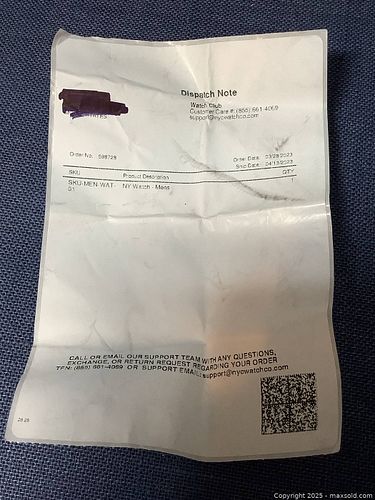 Dispatch Note
Watch Club
Customer Care #: (855) 661-4069
support@nycwatchco.com
Order No. 598729
Order Date: 03/28/2023
Ship Date: 04/13/2023
SKU Product Description QTY
SKU-MEN-WAT- NY Watch - Mens 1
01
CALL OR EMAIL OUR SUPPORT TEAM WITH ANY QUESTIONS,
EXCHANGE, OR RETURN REQUEST REGARDING YOUR ORDER
TFN: (855) 661-4069 OR SUPPORT EMAIL: support@nycwatchco.com
Copyright 2025 - maxsold.com